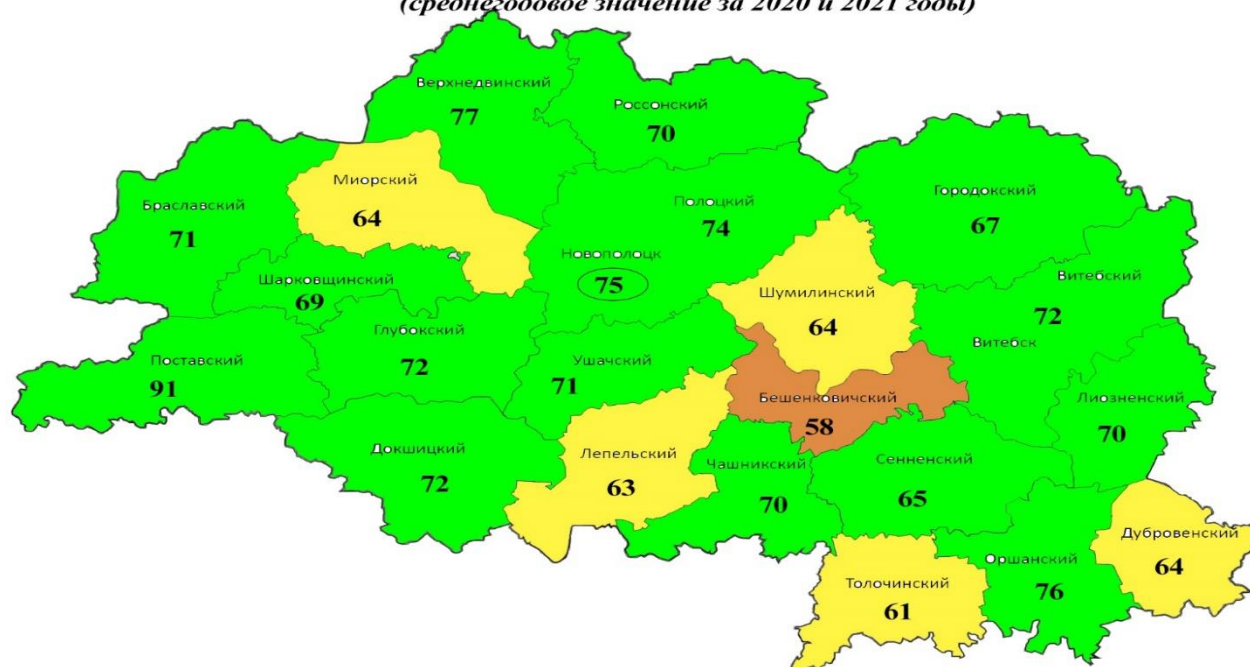 (среднегодовое значение за 2020 и 2021 годы)
Верхнедвинский
77
Россонский
70
Миорский
64
Браславский
71
Полоцкий
74
Городокский
67
Новополоцк
75
Шарковщинский
69
Шумилинский
64
Витебский
72
Витебск
Глубокский
72
Поставский
91
Ушачский
71
Бешенковичский
58
Лиозненский
70
Докшицкий
72
Лепельский
63
Чашникский
70
Сенненский
65
Дубровенский
64
Оршанский
76
Толочинский
61